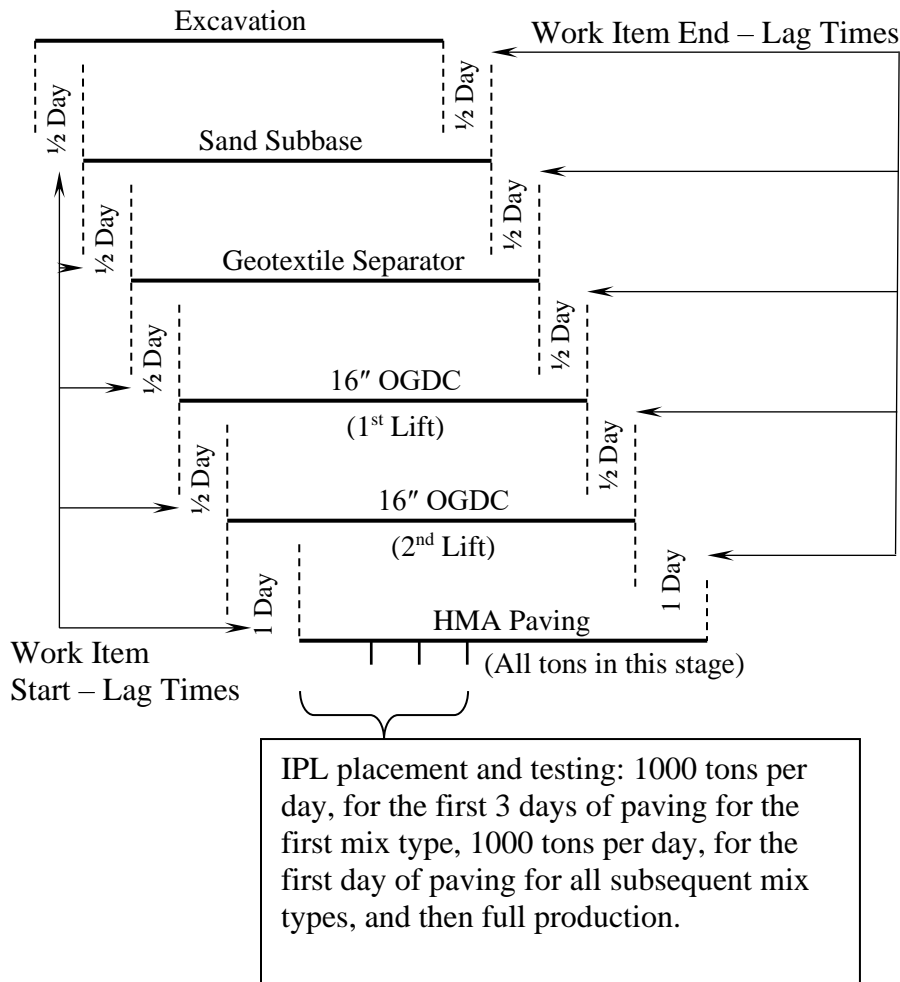 Excavation
Work Item End – Lag Times
½ Day
½ Day
Sand Subbase
½ Day
½ Day
Geotextile Separator
½ Day
½ Day
16″ OGDC
(1st Lift)
½ Day
½ Day
16″ OGDC
(2nd Lift)
1 Day
1 Day
HMA Paving
(All tons in this stage)
Work Item
Start – Lag Times
IPL placement and testing: 1000 tons per
day, for the first 3 days of paving for the
first mix type, 1000 tons per day, for the
first day of paving for all subsequent mix
types, and then full production.